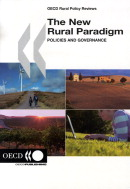 OECD Rural Policy Reviews
The New
Rural Paradigm
POLICIES AND GOVERNANCE
OECD